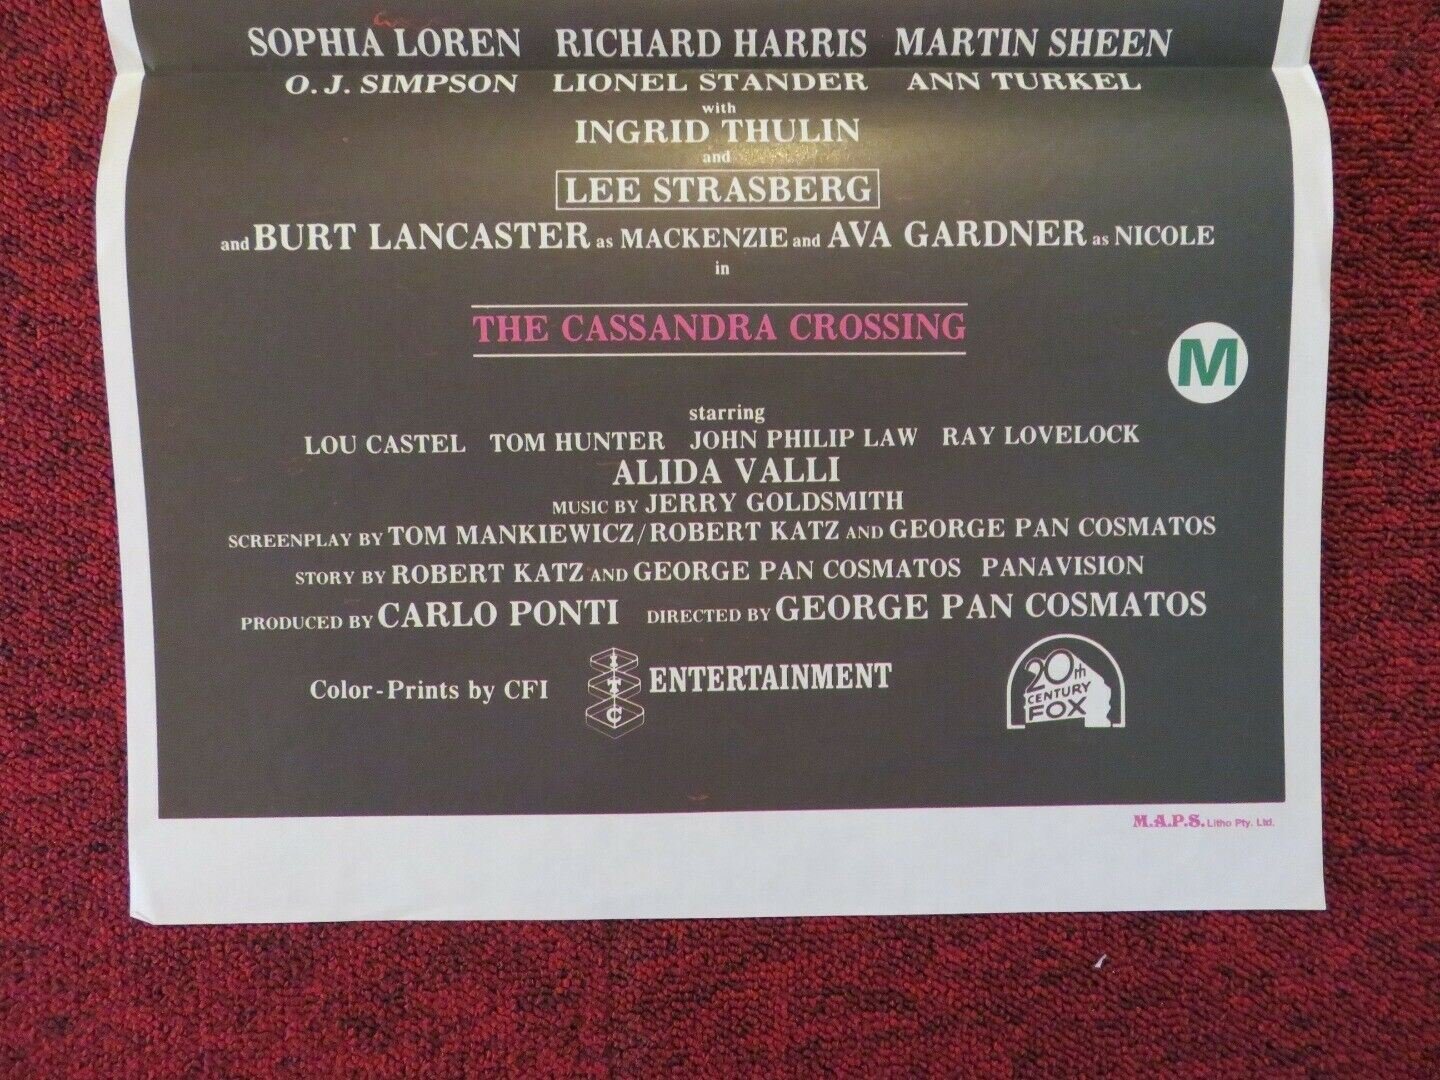 SOPHIA LOREN RICHARD HARRIS MARTIN SHEEN
O. J. SIMPSON LIONEL STANDER ANN TURKEL
with
INGRID THULIN
and
LEE STRASBERG
and BURT LANCASTER as MACKENZIE and AVA GARDNER as NICOLE
in
THE CASSANDRA CROSSING
M
starring
LOU CASTEL TOM HUNTER JOHN PHILIP LAW RAY LOVELOCK
ALIDA VALLI
MUSIC BY JERRY GOLDSMITH
SCREENPLAY BY TOM MANKIEWICZ/ROBERT KATZ AND GEORGE PAN COSMATOS
STORY BY ROBERT KATZ AND GEORGE PAN COSMATOS PANAVISION
PRODUCED BY CARLO PONTI DIRECTED BY GEORGE PAN COSMATOS
Color-Prints by CFI
ITC ENTERTAINMENT
20th
CENTURY
FOX
M.A.P.S. Litho Pty. Ltd.